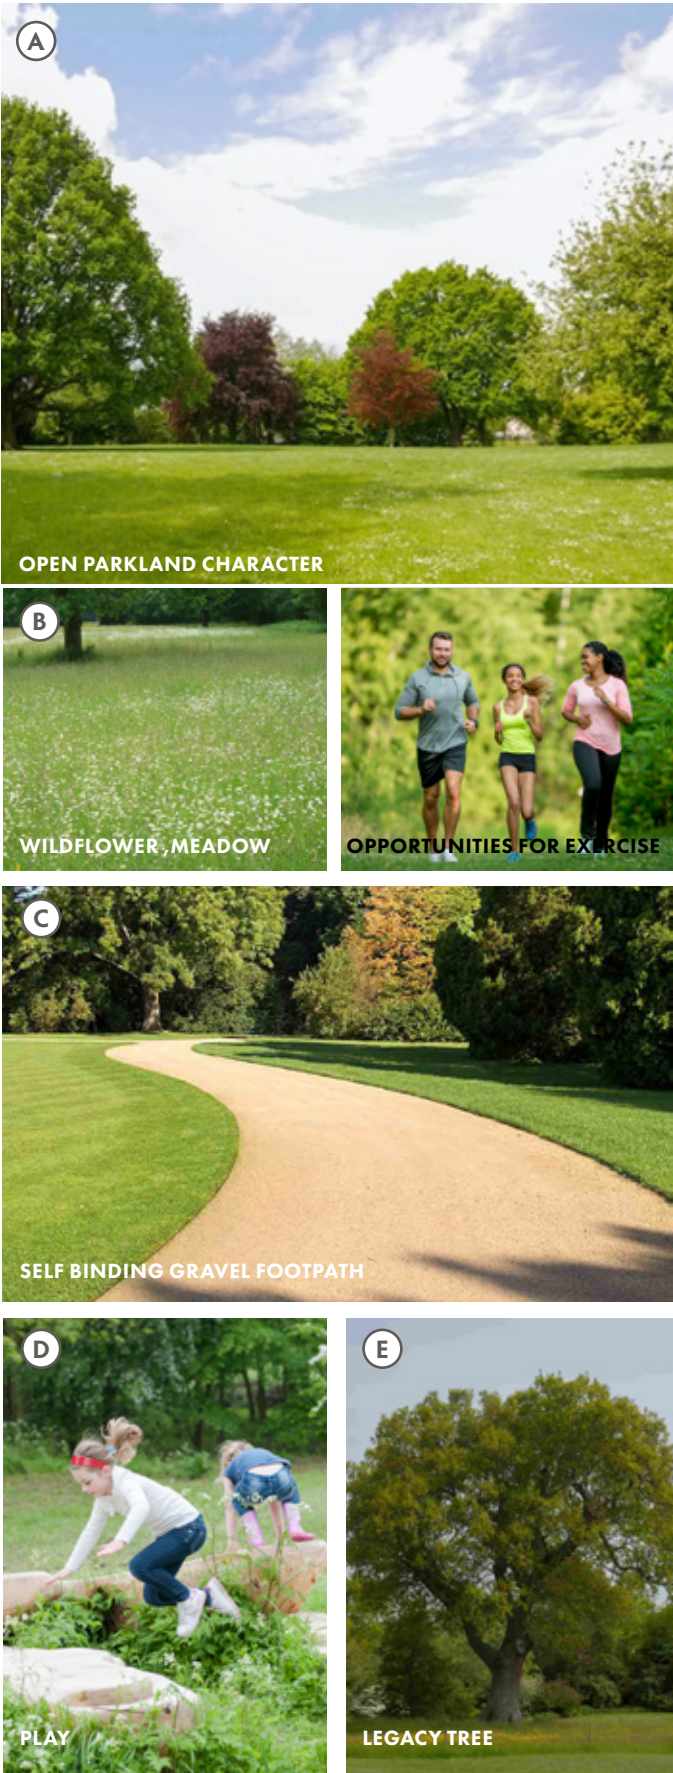 A
OPEN PARKLAND CHARACTER
B
WILDFLOWER ,MEADOW
OPPORTUNITIES FOR EXERCISE
C
SELF BINDING GRAVEL FOOTPATH
D
PLAY
E
LEGACY TREE